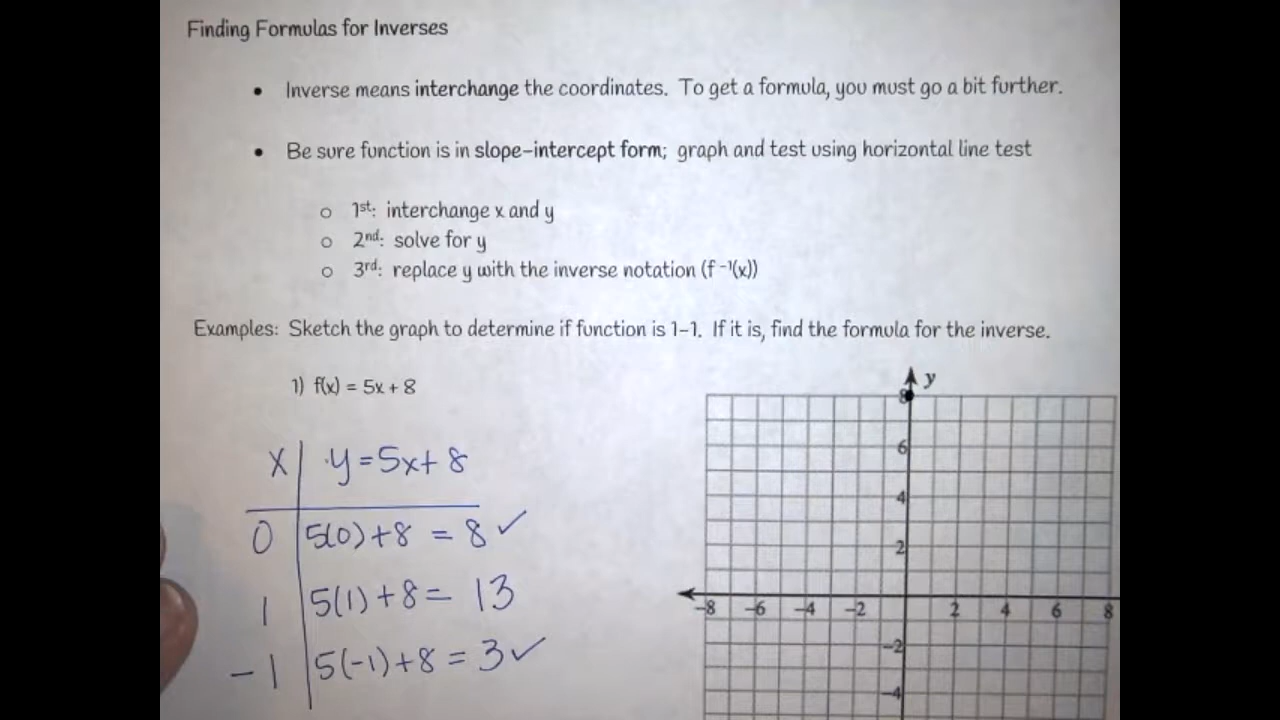 Finding Formulas for Inverses
• Inverse means interchange the coordinates. To get a formula, you must go a bit further.
• Be sure function is in slope-intercept form; graph and test using horizontal line test
o 1st: interchange x and y
o 2nd: solve for y
o 3rd: replace y with the inverse notation (f⁻¹(x))
Examples: Sketch the graph to determine if function is 1-1. If it is, find the formula for the inverse.
1) f(x) = 5x + 8
x | y = 5x + 8
0 | 5(0) + 8 = 8 ✓
1 | 5(1) + 8 = 13
-1 | 5(-1) + 8 = 3 ✓
y
8
6
4
2
-8 -6 -4 -2 2 4 6 8
-2
-4